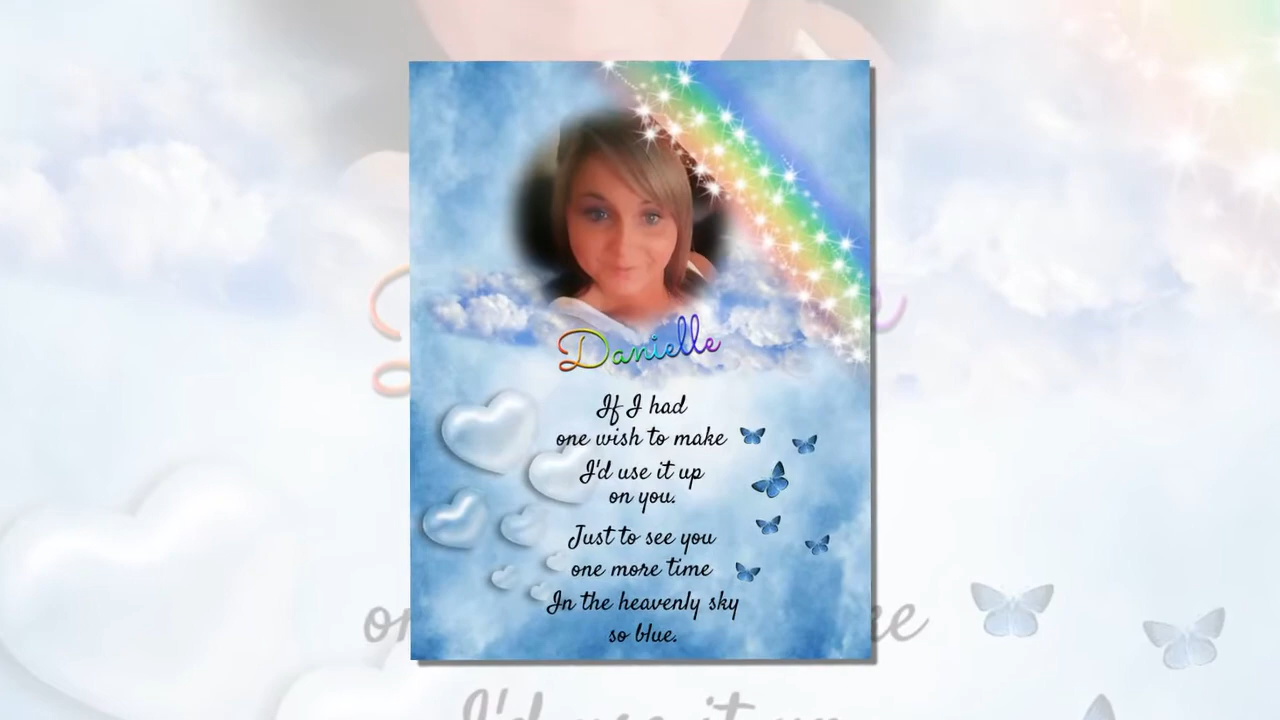 Danielle
If I had
one wish to make
I'd use it up
on you.
Just to see you
one more time
In the heavenly sky
so blue.